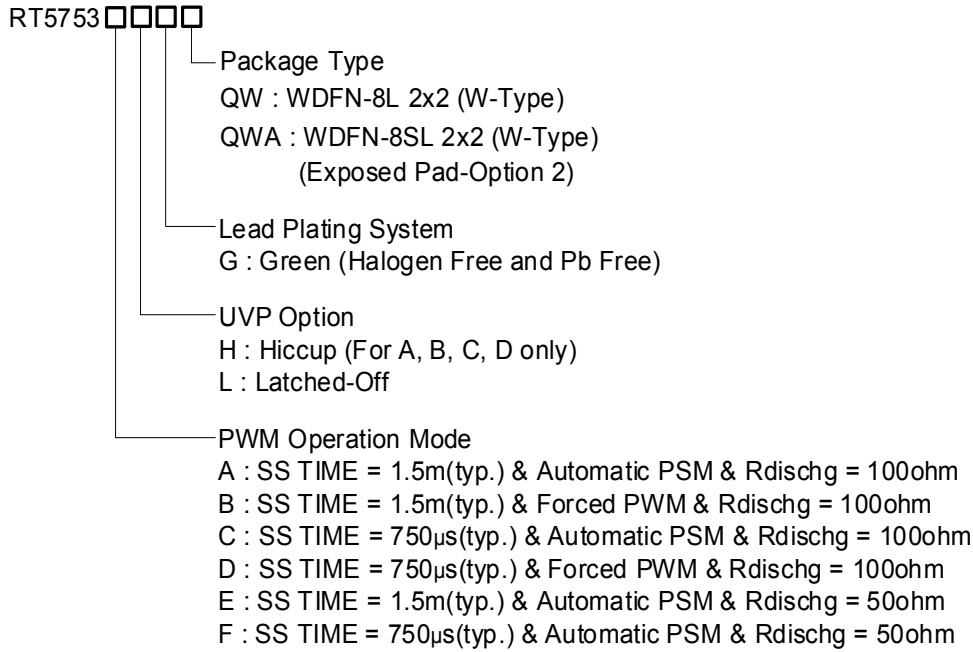 RT5753□□□□
Package Type
QW : WDFN-8L 2x2 (W-Type)
QWA : WDFN-8SL 2x2 (W-Type)
(Exposed Pad-Option 2)
Lead Plating System
G : Green (Halogen Free and Pb Free)
UVP Option
H : Hiccup (For A, B, C, D only)
L : Latched-Off
PWM Operation Mode
A : SS TIME = 1.5m(typ.) & Automatic PSM & Rdischg = 100ohm
B : SS TIME = 1.5m(typ.) & Forced PWM & Rdischg = 100ohm
C : SS TIME = 750µs(typ.) & Automatic PSM & Rdischg = 100ohm
D : SS TIME = 750µs(typ.) & Forced PWM & Rdischg = 100ohm
E : SS TIME = 1.5m(typ.) & Automatic PSM & Rdischg = 50ohm
F : SS TIME = 750µs(typ.) & Automatic PSM & Rdischg = 50ohm